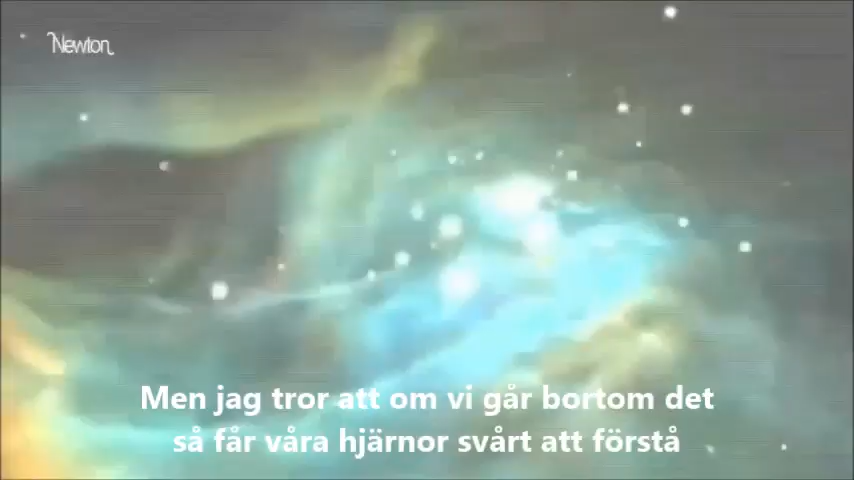 Newton
Men jag tror att om vi går bortom det
så får våra hjärnor svårt att förstå